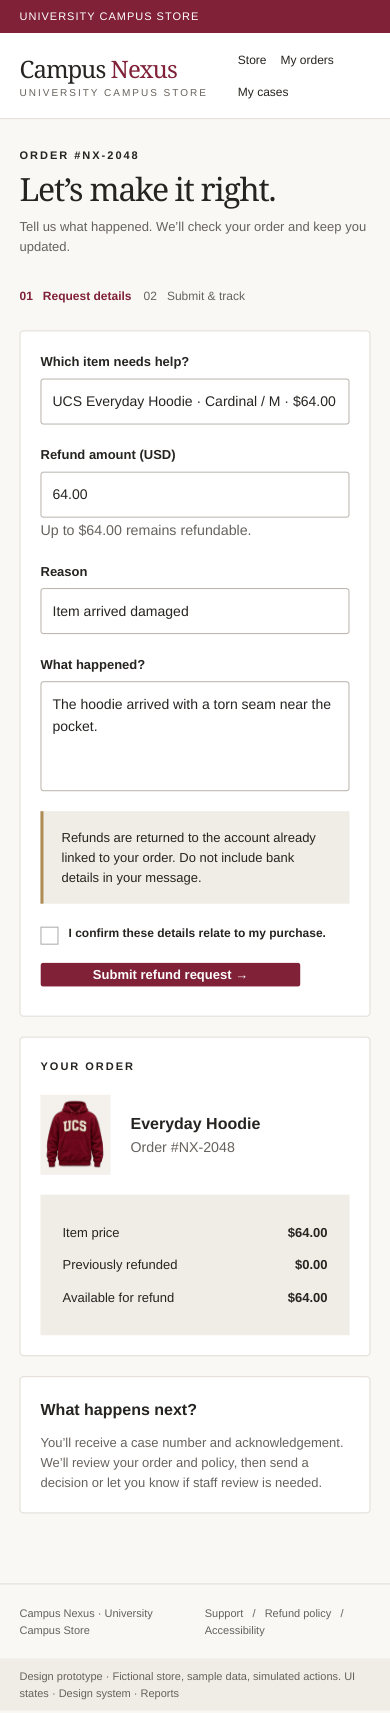 UNIVERSITY CAMPUS STORE
Campus Nexus
UNIVERSITY CAMPUS STORE
Store My orders
My cases
ORDER #NX-2048
Let’s make it right.
Tell us what happened. We’ll check your order and keep you
updated.
01 Request details 02 Submit & track
Which item needs help?
UCS Everyday Hoodie · Cardinal / M · $64.00
Refund amount (USD)
64.00
Up to $64.00 remains refundable.
Reason
Item arrived damaged
What happened?
The hoodie arrived with a torn seam near the
pocket.
Refunds are returned to the account already
linked to your order. Do not include bank
details in your message.
I confirm these details relate to my purchase.
Submit refund request →
YOUR ORDER
UCS
Everyday Hoodie
Order #NX-2048
Item price $64.00
Previously refunded $0.00
Available for refund $64.00
What happens next?
You’ll receive a case number and acknowledgement.
We’ll review your order and policy, then send a
decision or let you know if staff review is needed.
Campus Nexus · University
Campus Store
Support / Refund policy /
Accessibility
Design prototype · Fictional store, sample data, simulated actions. UI
states · Design system · Reports